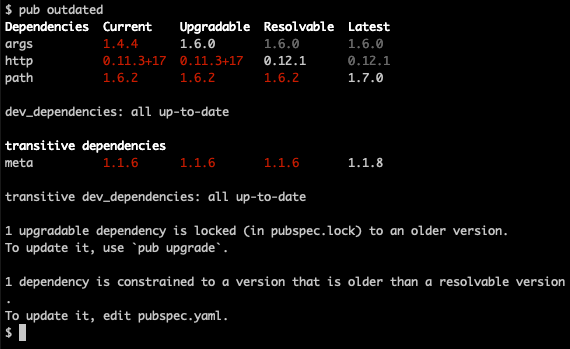 $ pub outdated
Dependencies  Current     Upgradable  Resolvable  Latest
args          1.4.4       1.6.0       1.6.0       1.6.0
http          0.11.3+17   0.11.3+17   0.12.1      0.12.1
path          1.6.2       1.6.2       1.6.2       1.7.0
dev_dependencies: all up-to-date
transitive dependencies
meta          1.1.6       1.1.6       1.1.6       1.1.8
transitive dev_dependencies: all up-to-date
1 upgradable dependency is locked (in pubspec.lock) to an older version.
To update it, use `pub upgrade`.
1 dependency is constrained to a version that is older than a resolvable version
.
To update it, edit pubspec.yaml.
$